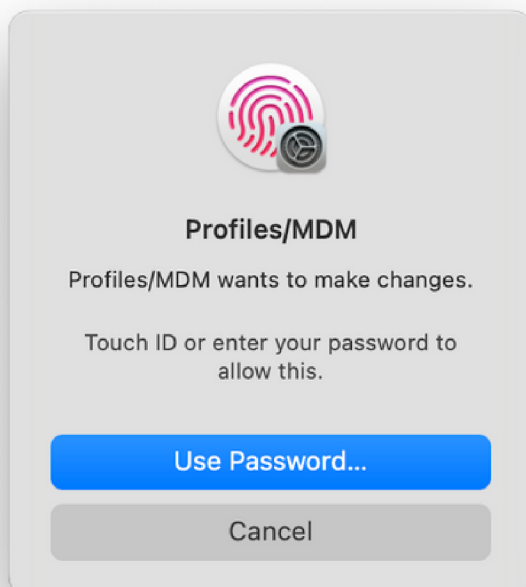 Profiles/MDM
Profiles/MDM wants to make changes.
Touch ID or enter your password to
allow this.
Use Password...
Cancel